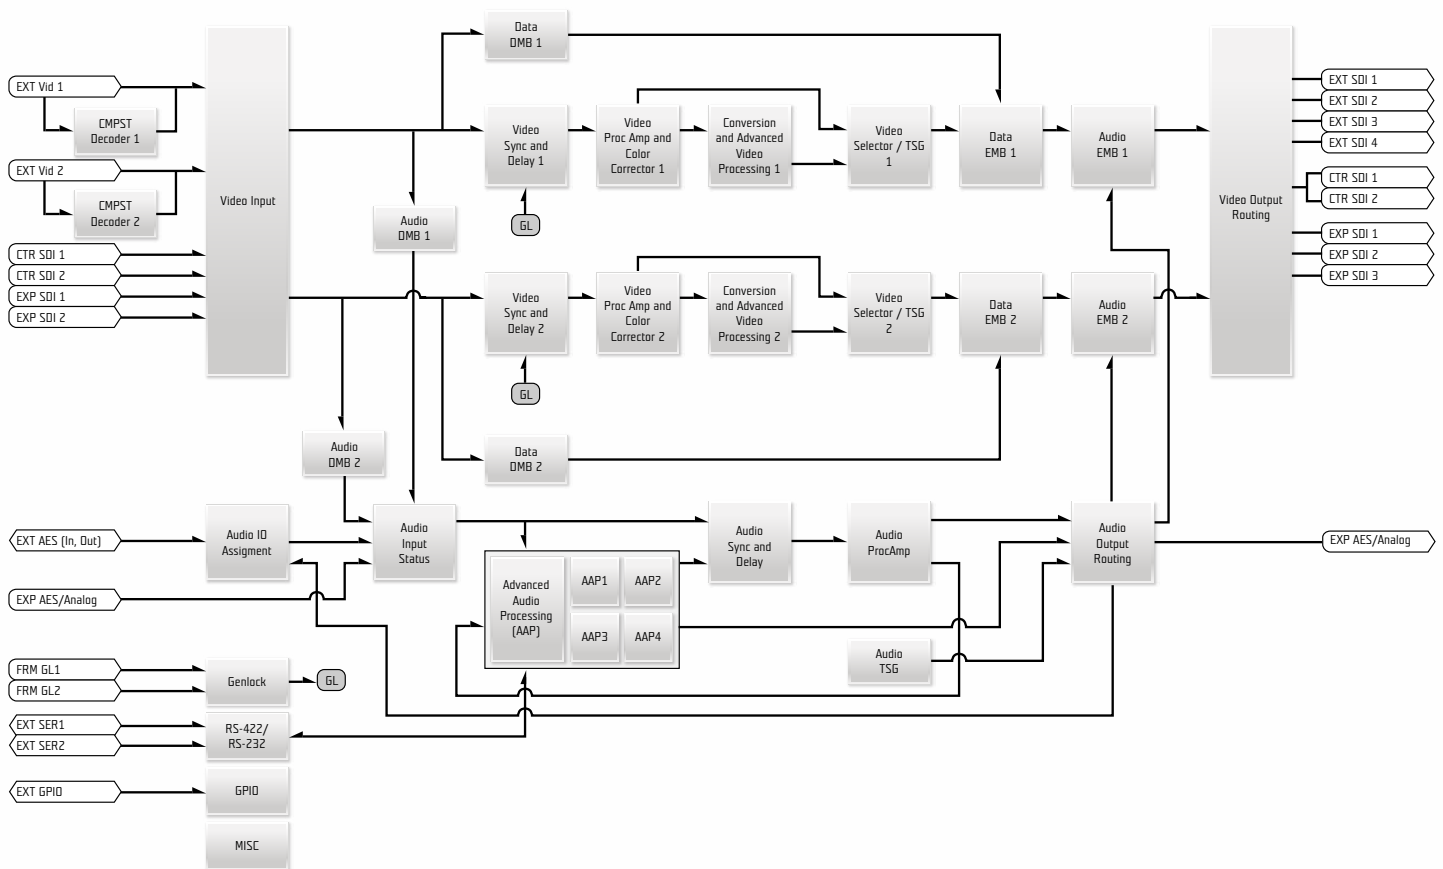 EXT Vid 1
CMPST
Decoder 1
EXT Vid 2
CMPST
Decoder 2
CTR SDI 1
CTR SDI 2
EXP SDI 1
EXP SDI 2
Video Input
Data
DMB 1
Video
Sync and
Delay 1
GL
Video
Proc Amp and
Color
Corrector 1
Conversion
and Advanced
Video
Processing 1
Video
Selector / TSG
1
Data
EMB 1
Audio
EMB 1
Audio
DMB 1
Video
Sync and
Delay 2
GL
Video
Proc Amp and
Color
Corrector 2
Conversion
and Advanced
Video
Processing 2
Video
Selector / TSG
2
Data
EMB 2
Audio
EMB 2
Video Output
Routing
EXT SDI 1
EXT SDI 2
EXT SDI 3
EXT SDI 4
CTR SDI 1
CTR SDI 2
EXP SDI 1
EXP SDI 2
EXP SDI 3
Audio
DMB 2
Data
DMB 2
EXT AES (In, Out)
Audio IO
Assigment
Audio
Input
Status
EXP AES/Analog
Advanced
Audio
Processing
(AAP)
AAP1
AAP2
AAP3
AAP4
Audio
Sync and
Delay
Audio
ProcAmp
Audio
TSG
Audio
Output
Routing
EXP AES/Analog
FRM GL1
FRM GL2
Genlock
GL
EXT SER1
EXT SER2
RS-422/
RS-232
EXT GPIO
GPIO
MISC